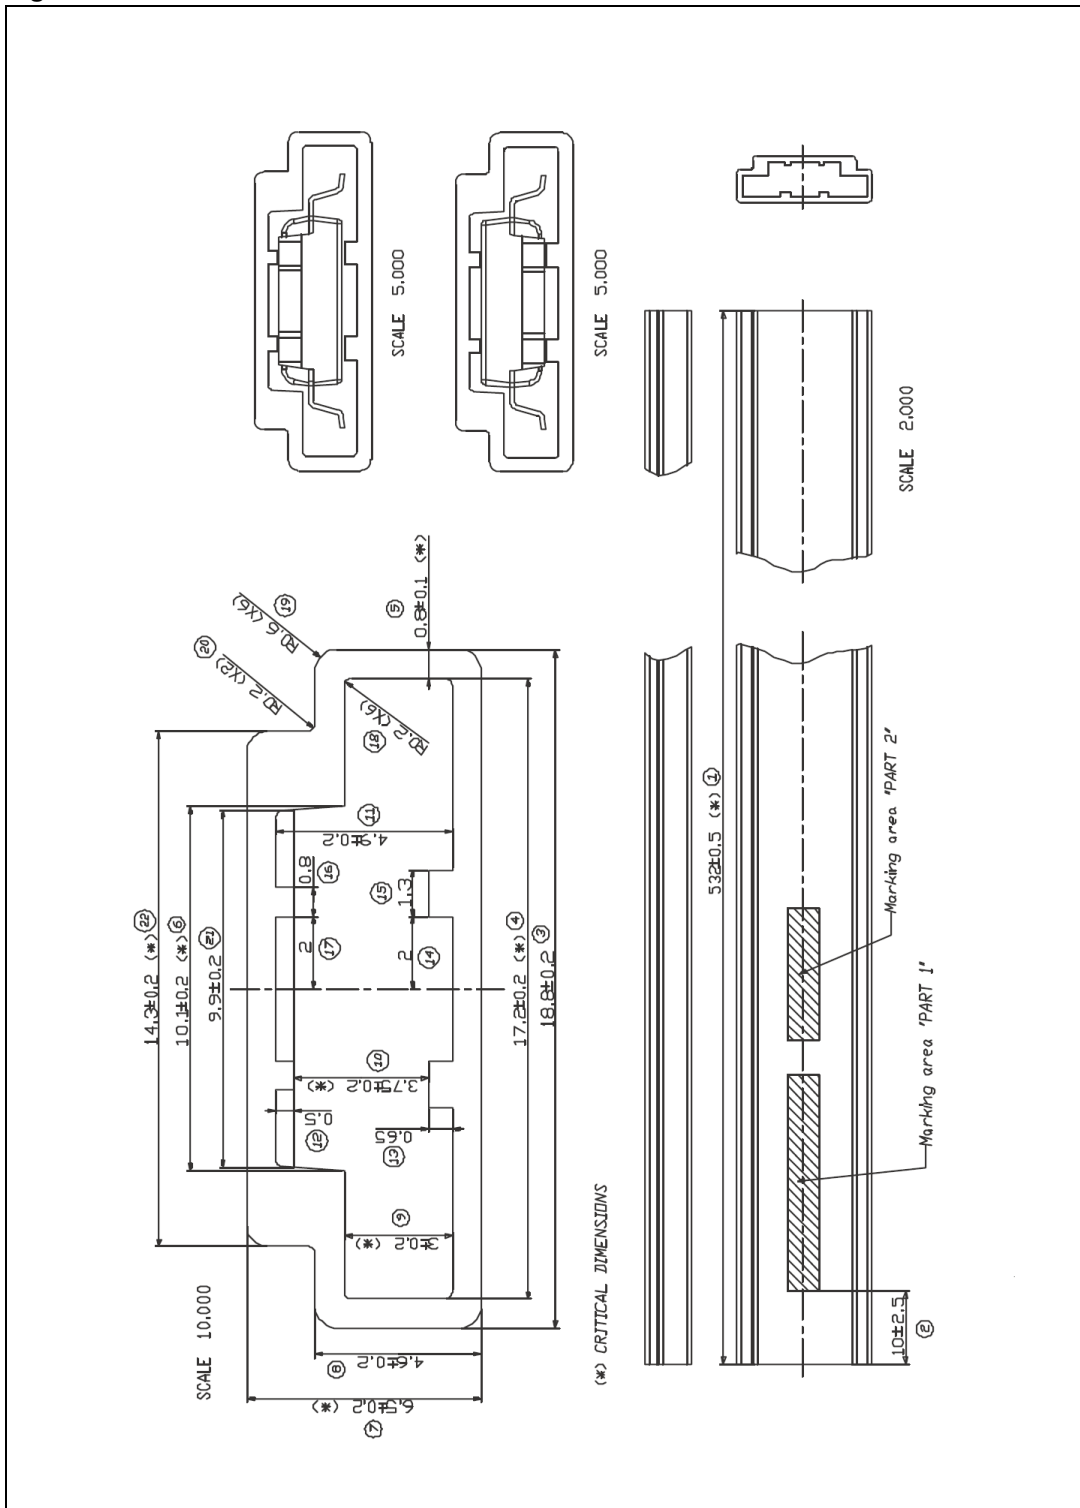 SCALE 5.000
SCALE 5.000
SCALE 2.000
SCALE 10.000
14.3±0.2 (*) 22
10.1±0.2 (*) 6
9.9±0.2 21
R0.2 (X2) 20
R0.6 (X6) 19
R0.2 (X6) 18
0.8±0.1 (*) 5
4.9±0.2 11
0.8 16
2 17
1.3 15
2 14
3.75±0.2 (*) 10
0.5 12
0.65 13
3±0.2 (*) 9
17.2±0.2 (*) 4
18.8±0.2 3
4.6±0.2 8
6.5±0.2 (*) 7
(*) CRITICAL DIMENSIONS
532±0.5 (*) 1
Marking area "PART 2"
Marking area "PART 1"
10±2.5 2